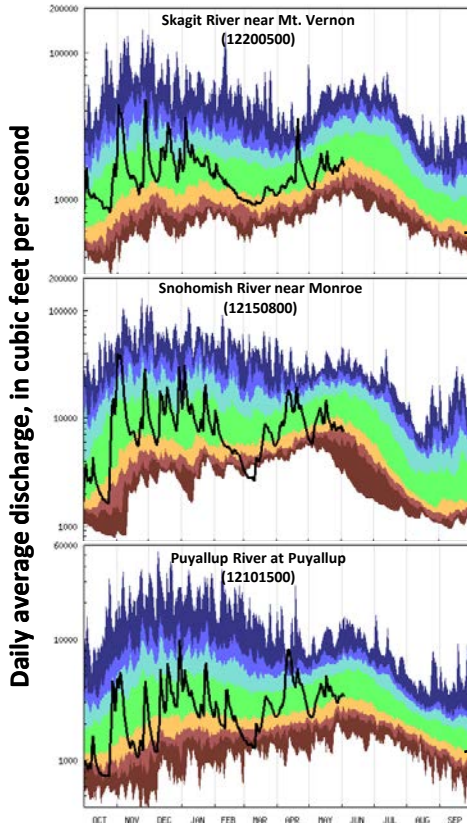 Daily average discharge, in cubic feet per second
Skagit River near Mt. Vernon
(12200500)
200000
100000
10000
Snohomish River near Monroe
(12150800)
200000
100000
10000
1000
Puyallup River at Puyallup
(12101500)
60000
10000
1000
OCT NOV DEC JAN FEB MAR APR MAY JUN JUL AUG SEP